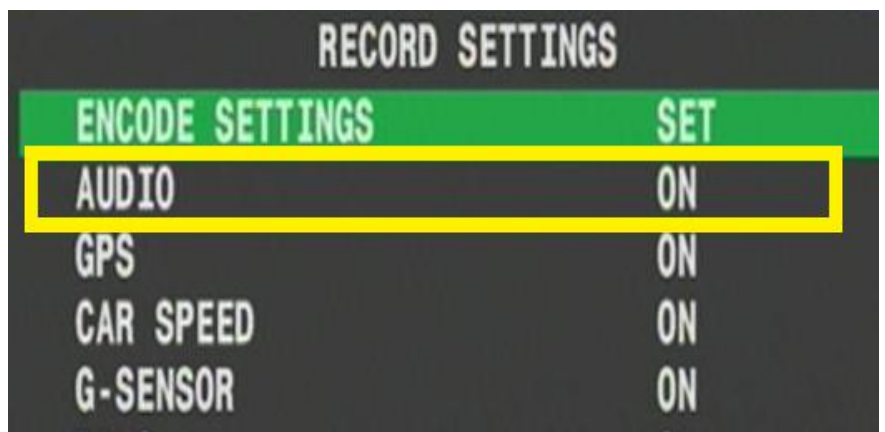 RECORD SETTINGS
ENCODE SETTINGS SET
AUDIO ON
GPS ON
CAR SPEED ON
G-SENSOR ON